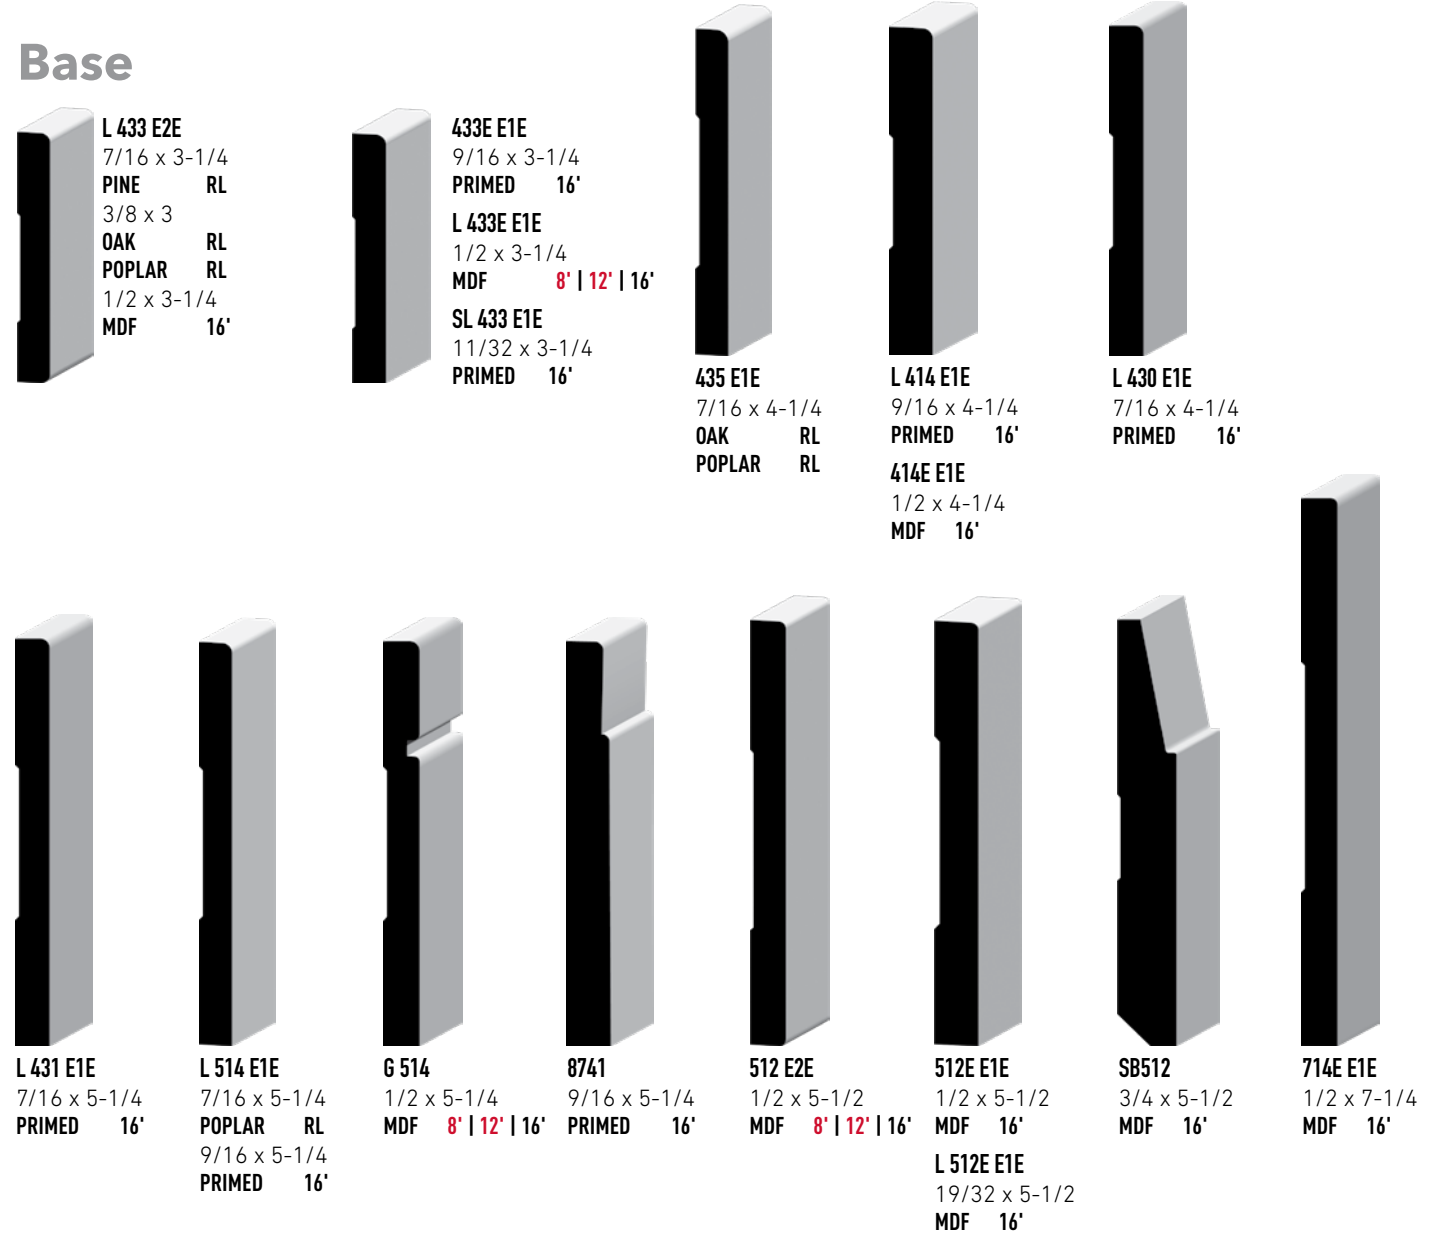 Base
L 433 E2E
7/16 x 3-1/4
PINE RL
3/8 x 3
OAK RL
POPLAR RL
1/2 x 3-1/4
MDF 16'
433E E1E
9/16 x 3-1/4
PRIMED 16'
L 433E E1E
1/2 x 3-1/4
MDF 8' | 12' | 16'
SL 433 E1E
11/32 x 3-1/4
PRIMED 16'
435 E1E
7/16 x 4-1/4
OAK RL
POPLAR RL
L 414 E1E
9/16 x 4-1/4
PRIMED 16'
414E E1E
1/2 x 4-1/4
MDF 16'
L 430 E1E
7/16 x 4-1/4
PRIMED 16'
L 431 E1E
7/16 x 5-1/4
PRIMED 16'
L 514 E1E
7/16 x 5-1/4
POPLAR RL
9/16 x 5-1/4
PRIMED 16'
G 514
1/2 x 5-1/4
MDF 8' | 12' | 16'
8741
9/16 x 5-1/4
PRIMED 16'
512 E2E
1/2 x 5-1/2
MDF 8' | 12' | 16'
512E E1E
1/2 x 5-1/2
MDF 16'
L 512E E1E
19/32 x 5-1/2
MDF 16'
SB512
3/4 x 5-1/2
MDF 16'
714E E1E
1/2 x 7-1/4
MDF 16'